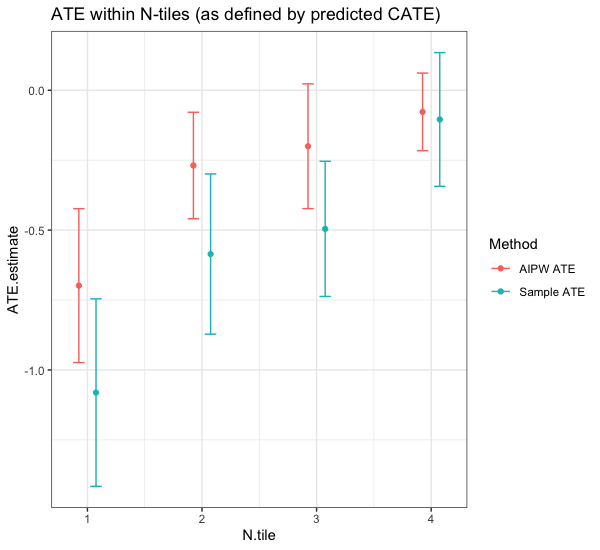 ATE within N-tiles (as defined by predicted CATE)
0.0
-0.5
-1.0
ATE.estimate
1 2 3 4
N.tile
Method
AIPW ATE
Sample ATE